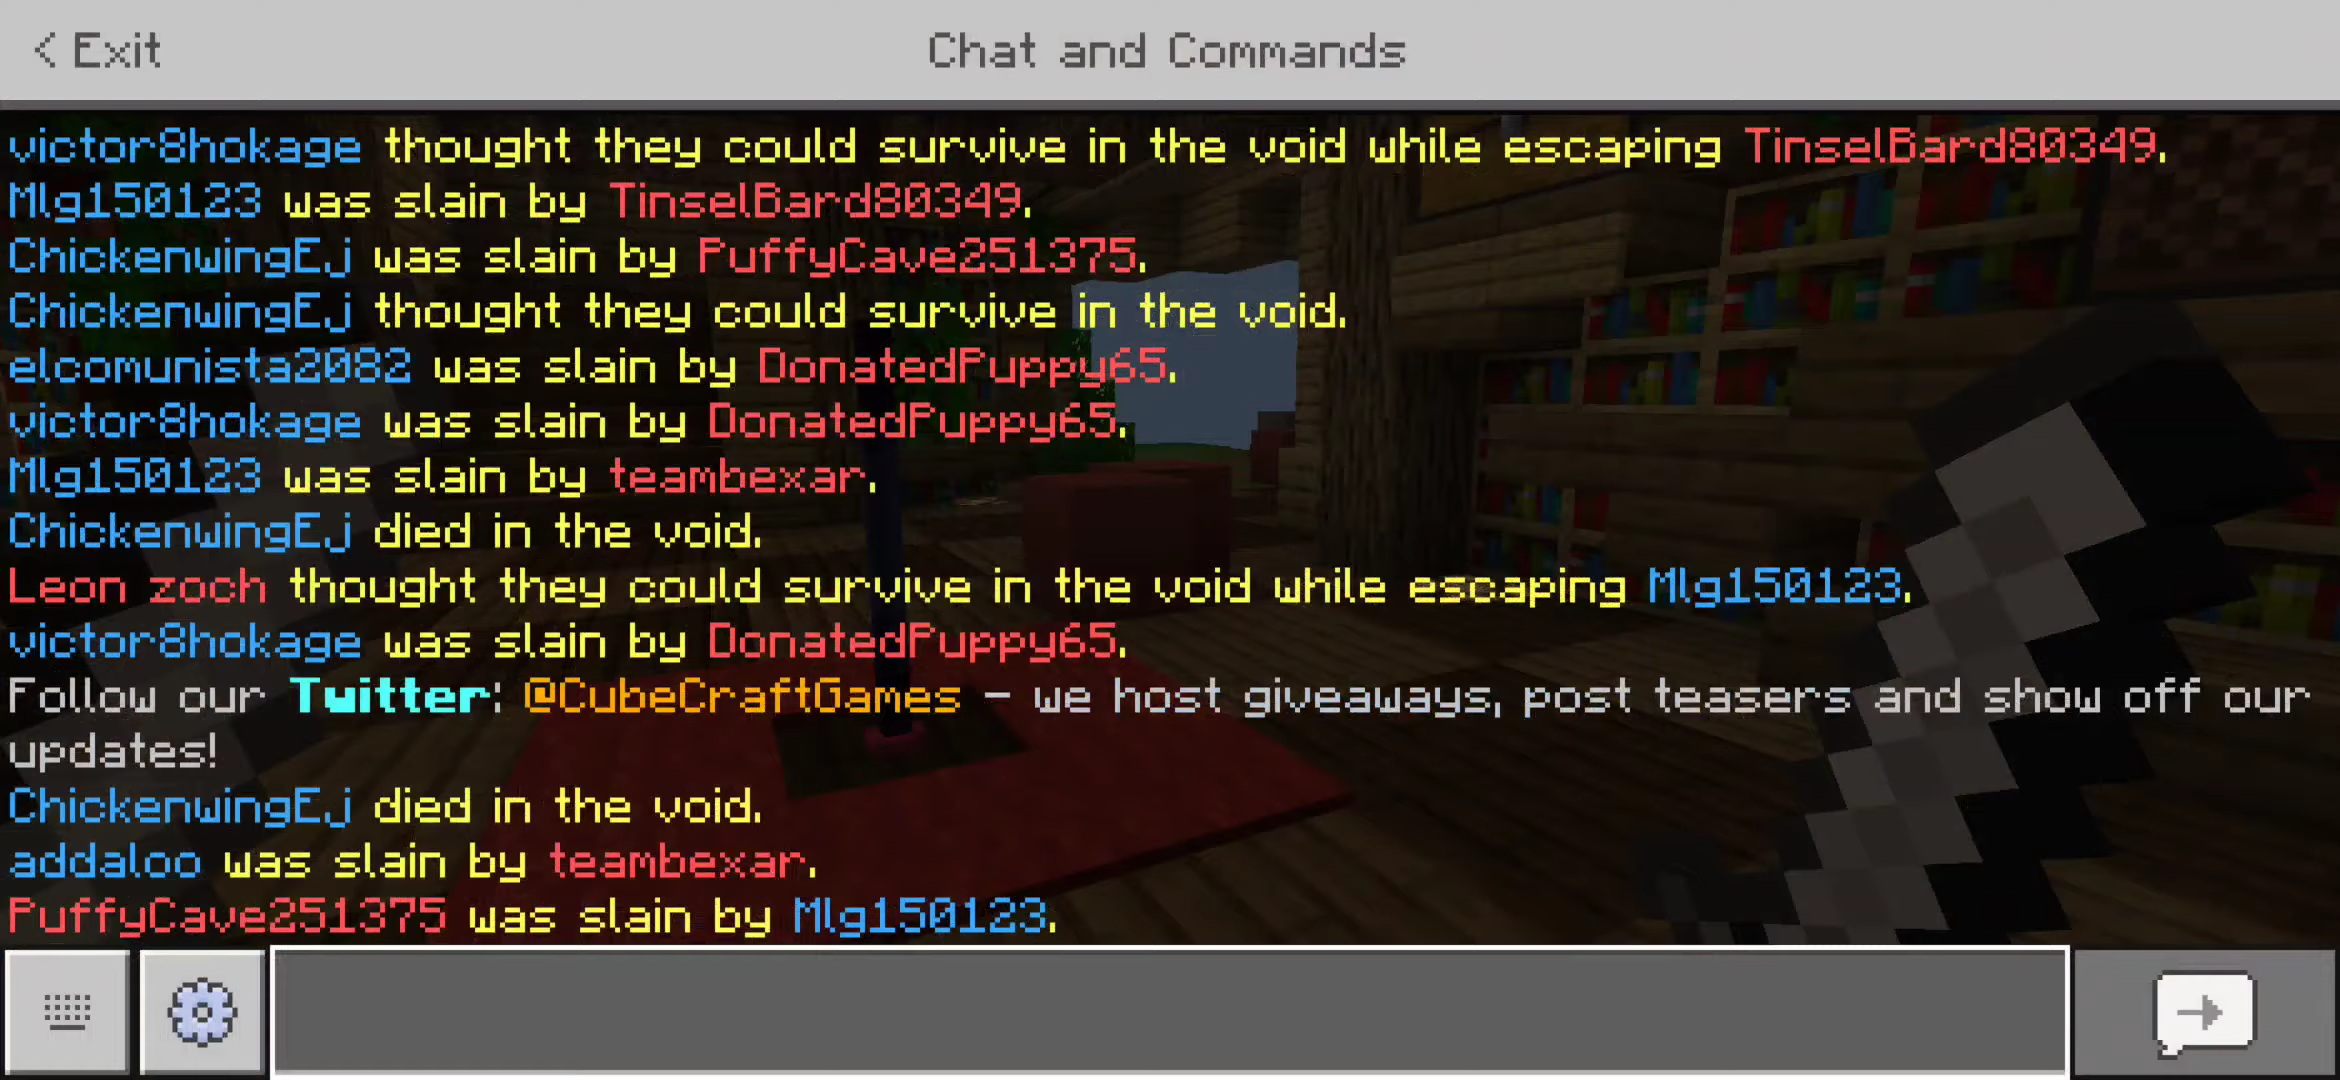 < Exit
Chat and Commands
victor8hokage thought they could survive in the void while escaping TinselBard80349.
Mlg150123 was slain by TinselBard80349.
ChickenwingEj was slain by PuffyCave251375.
ChickenwingEj thought they could survive in the void.
elcomunista2082 was slain by DonatedPuppy65.
victor8hokage was slain by DonatedPuppy65.
Mlg150123 was slain by teambexar.
ChickenwingEj died in the void.
Leon zoch thought they could survive in the void while escaping Mlg150123.
victor8hokage was slain by DonatedPuppy65.
Follow our Twitter: @CubeCraftGames - we host giveaways, post teasers and show off our
updates!
ChickenwingEj died in the void.
addaloo was slain by teambexar.
PuffyCave251375 was slain by Mlg150123.